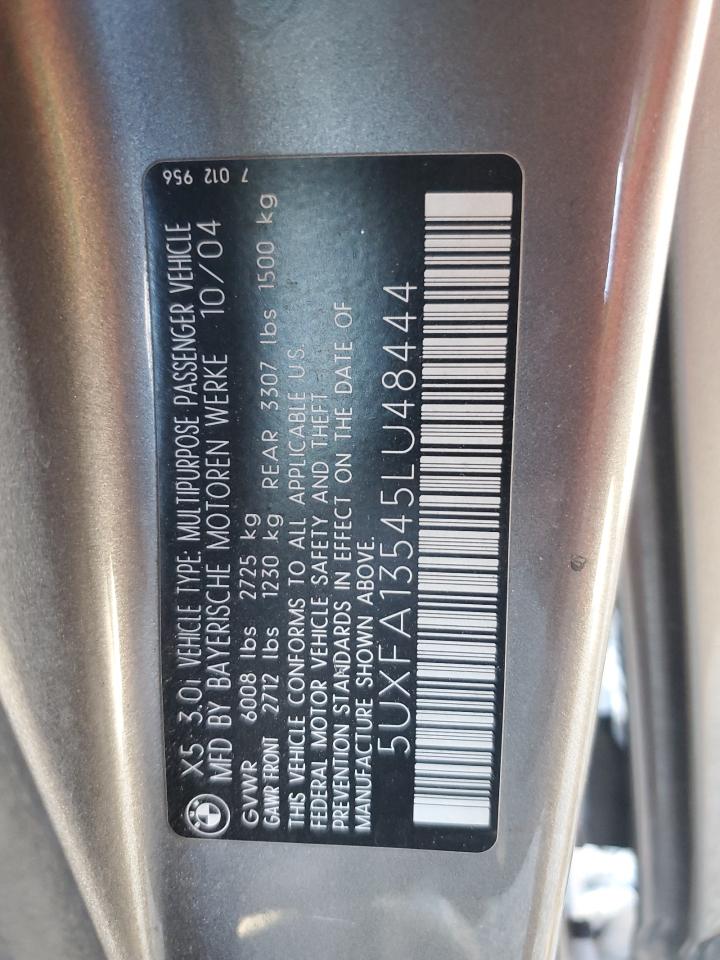 X5 3.0i VEHICLE TYPE: MULTIPURPOSE PASSENGER VEHICLE
MFD BY BAYERISCHE MOTOREN WERKE 10/04
GVWR 6008 lbs 2725 kg
GAWR FRONT 2712 lbs 1230 kg REAR 3307 lbs 1500 kg
THIS VEHICLE CONFORMS TO ALL APPLICABLE U.S.
FEDERAL MOTOR VEHICLE SAFETY AND THEFT
PREVENTION STANDARDS IN EFFECT ON THE DATE OF
MANUFACTURE SHOWN ABOVE.
5UXFA13545LU48444
7 012 956